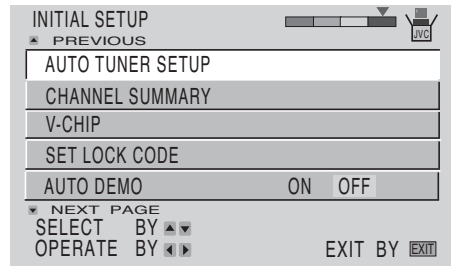 INITIAL SETUP
JVC
PREVIOUS
AUTO TUNER SETUP
CHANNEL SUMMARY
V-CHIP
SET LOCK CODE
AUTO DEMO ON OFF
NEXT PAGE
SELECT BY
OPERATE BY EXIT BY EXIT